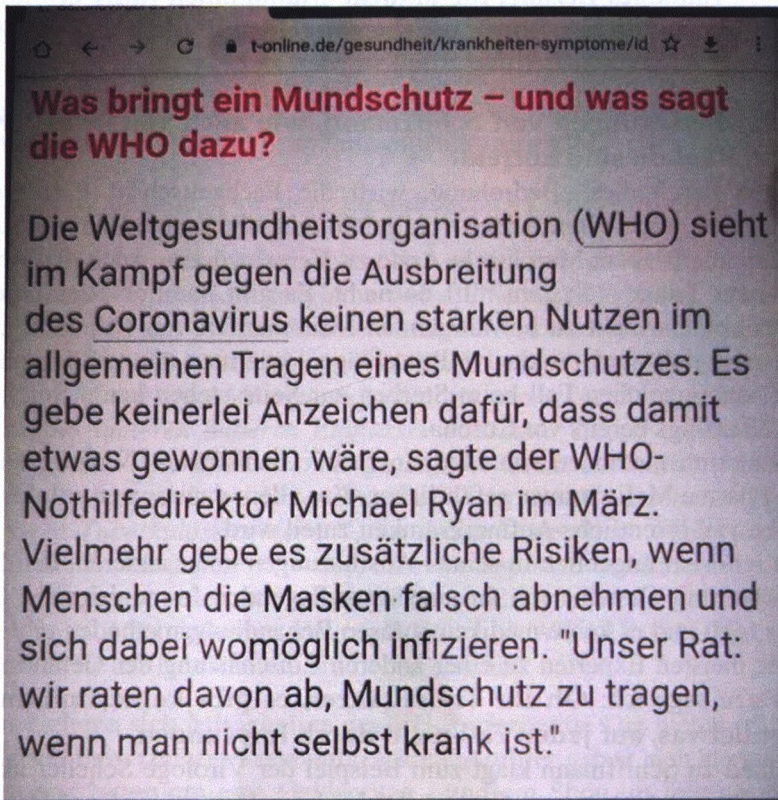 t-online.de/gesundheit/krankheiten-symptome/id
Was bringt ein Mundschutz – und was sagt
die WHO dazu?
Die Weltgesundheitsorganisation (WHO) sieht
im Kampf gegen die Ausbreitung
des Coronavirus keinen starken Nutzen im
allgemeinen Tragen eines Mundschutzes. Es
gebe keinerlei Anzeichen dafür, dass damit
etwas gewonnen wäre, sagte der WHO-
Nothilfedirektor Michael Ryan im März.
Vielmehr gebe es zusätzliche Risiken, wenn
Menschen die Masken falsch abnehmen und
sich dabei womöglich infizieren. "Unser Rat:
wir raten davon ab, Mundschutz zu tragen,
wenn man nicht selbst krank ist."